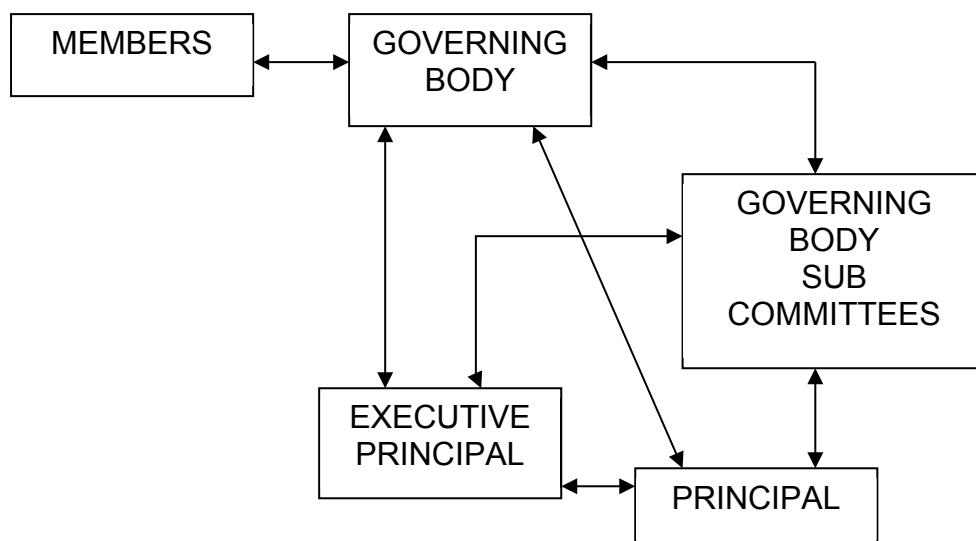 MEMBERS
GOVERNING
BODY
GOVERNING
BODY
SUB
COMMITTEES
EXECUTIVE
PRINCIPAL
PRINCIPAL